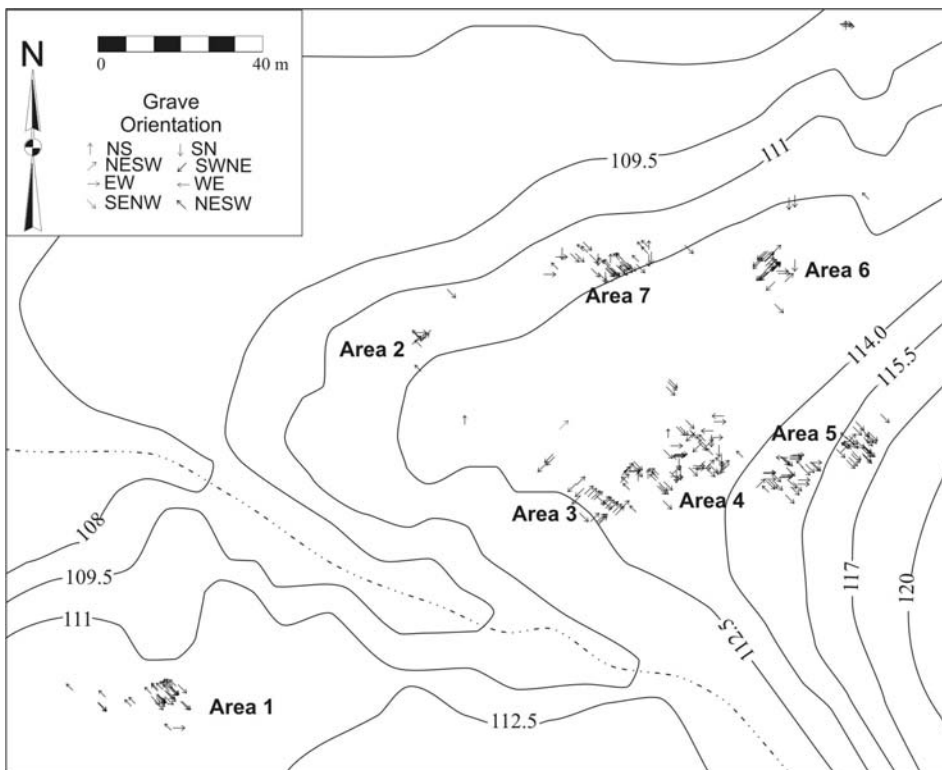 N
0 40 m
Grave
Orientation
NS SN
NESW SWNE
EW WE
SENW NESW
109.5
111
Area 6
Area 7
Area 2
114.0
115.5
Area 5
Area 4
Area 3
108
109.5
111
117
120
112.5
Area 1
112.5